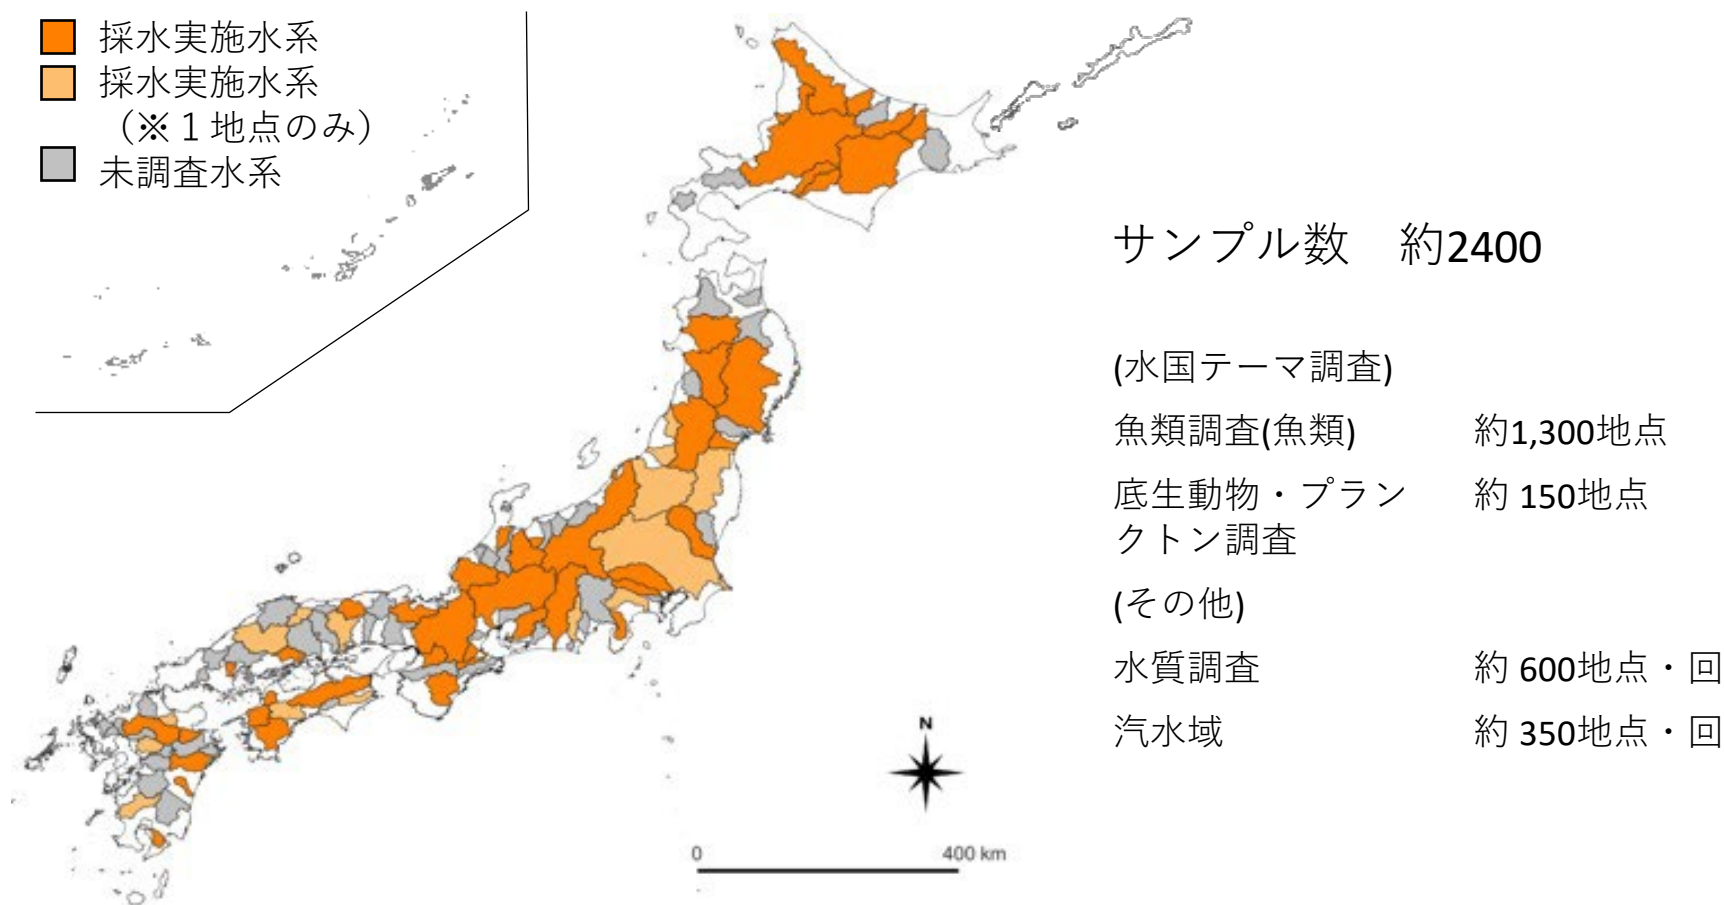 採水実施水系
採水実施水系
（※１地点のみ）
未調査水系
サンプル数　約2400
(水国テーマ調査)
魚類調査(魚類)　約1,300地点
底生動物・プラン　約 150地点
クトン調査
(その他)
水質調査　約 600地点・回
汽水域　約 350地点・回
N
0　400 km